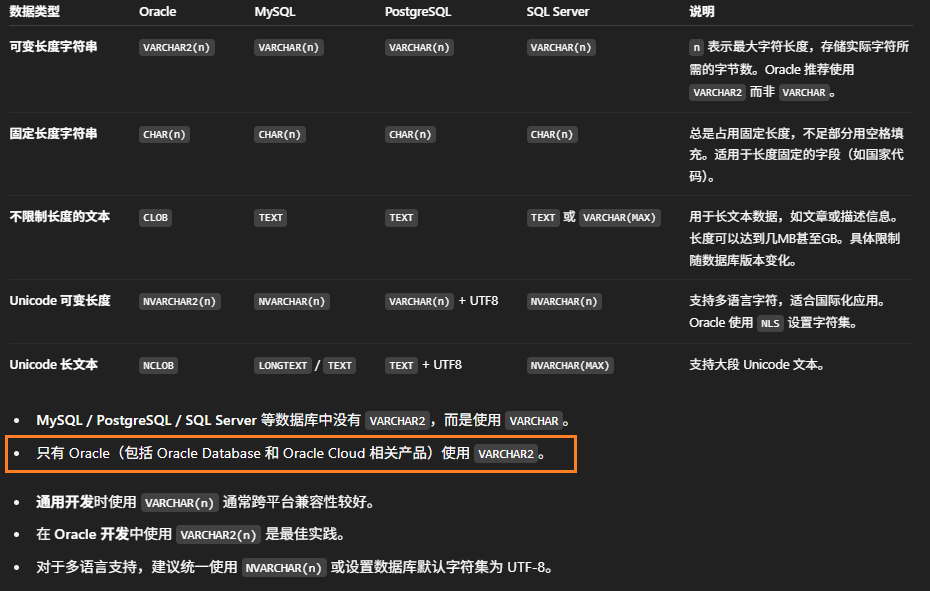 数据类型 Oracle MySQL PostgreSQL SQL Server 说明
可变长度字符串 VARCHAR2(n) VARCHAR(n) VARCHAR(n) VARCHAR(n) n 表示最大字符长度，存储实际字符所
需的字节数。Oracle 推荐使用
VARCHAR2 而非 VARCHAR。
固定长度字符串 CHAR(n) CHAR(n) CHAR(n) CHAR(n) 总是占用固定长度，不足部分用空格填
充。适用于长度固定的字段（如国家代
码）。
不限制长度的文本 CLOB TEXT TEXT TEXT 或 VARCHAR(MAX) 用于长文本数据，如文章或描述信息。
长度可以达到几MB甚至GB。具体限制
随数据库版本变化。
Unicode 可变长度 NVARCHAR2(n) NVARCHAR(n) VARCHAR(n) + UTF8 NVARCHAR(n) 支持多语言字符，适合国际化应用。
Oracle 使用 NLS 设置字符集。
Unicode 长文本 NCLOB LONGTEXT / TEXT TEXT + UTF8 NVARCHAR(MAX) 支持大段 Unicode 文本。
• MySQL / PostgreSQL / SQL Server 等数据库中没有 VARCHAR2，而是使用 VARCHAR。
• 只有 Oracle（包括 Oracle Database 和 Oracle Cloud 相关产品）使用 VARCHAR2。
• 通用开发时使用 VARCHAR(n) 通常跨平台兼容性较好。
• 在 Oracle 开发中使用 VARCHAR2(n) 是最佳实践。
• 对于多语言支持，建议统一使用 NVARCHAR(n) 或设置数据库默认字符集为 UTF-8。